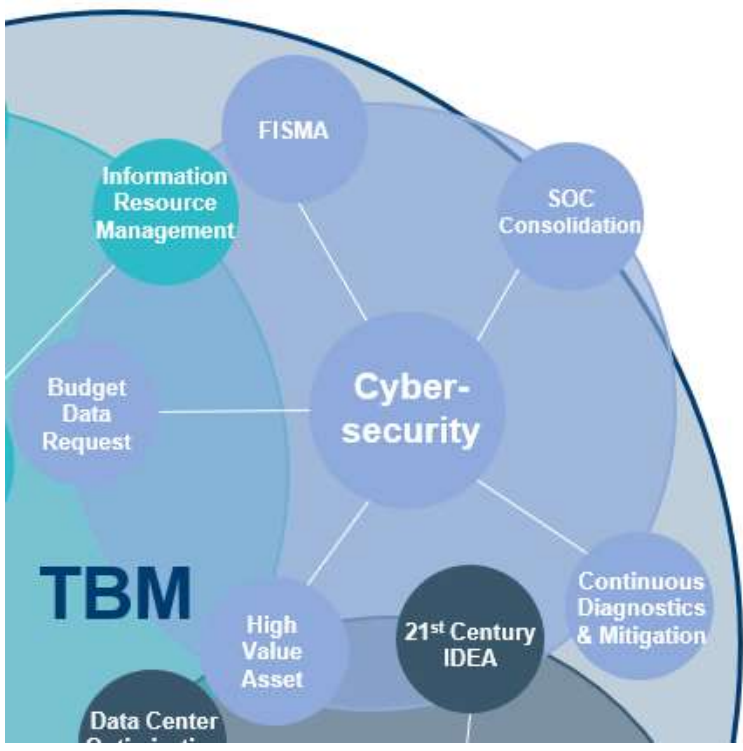 FISMA
Information
Resource
Management
SOC
Consolidation
Cyber-
security
Budget
Data
Request
TBM
High
Value
Asset
21st Century
IDEA
Continuous
Diagnostics
& Mitigation
Data Center